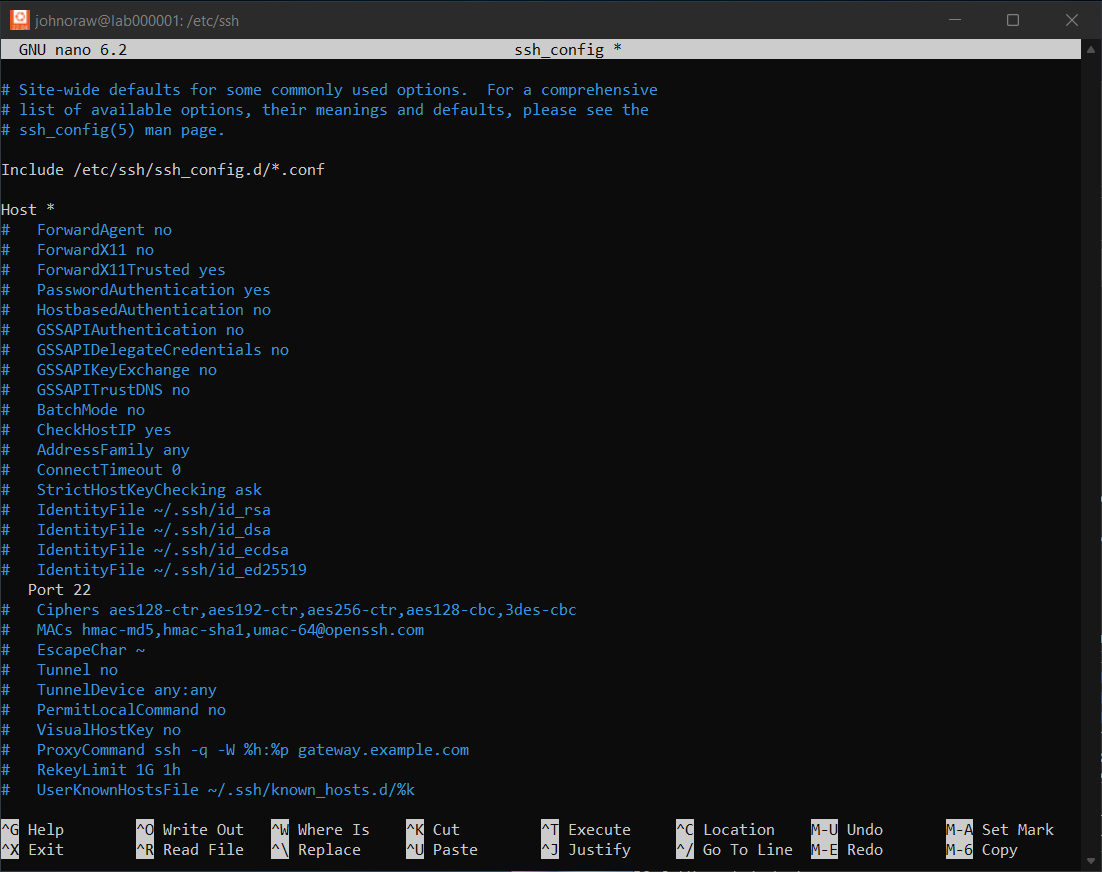 johnoraw@lab000001: /etc/ssh
GNU nano 6.2 ssh_config *
# Site-wide defaults for some commonly used options.  For a comprehensive
# list of available options, their meanings and defaults, please see the
# ssh_config(5) man page.
Include /etc/ssh/ssh_config.d/*.conf
Host *
#   ForwardAgent no
#   ForwardX11 no
#   ForwardX11Trusted yes
#   PasswordAuthentication yes
#   HostbasedAuthentication no
#   GSSAPIAuthentication no
#   GSSAPIDelegateCredentials no
#   GSSAPIKeyExchange no
#   GSSAPITrustDNS no
#   BatchMode no
#   CheckHostIP yes
#   AddressFamily any
#   ConnectTimeout 0
#   StrictHostKeyChecking ask
#   IdentityFile ~/.ssh/id_rsa
#   IdentityFile ~/.ssh/id_dsa
#   IdentityFile ~/.ssh/id_ecdsa
#   IdentityFile ~/.ssh/id_ed25519
   Port 22
#   Ciphers aes128-ctr,aes192-ctr,aes256-ctr,aes128-cbc,3des-cbc
#   MACs hmac-md5,hmac-sha1,umac-64@openssh.com
#   EscapeChar ~
#   Tunnel no
#   TunnelDevice any:any
#   PermitLocalCommand no
#   VisualHostKey no
#   ProxyCommand ssh -q -W %h:%p gateway.example.com
#   RekeyLimit 1G 1h
#   UserKnownHostsFile ~/.ssh/known_hosts.d/%k
^G Help ^O Write Out ^W Where Is ^K Cut ^T Execute ^C Location M-U Undo M-A Set Mark
^X Exit ^R Read File ^\ Replace ^U Paste ^J Justify ^/ Go To Line M-E Redo M-6 Copy